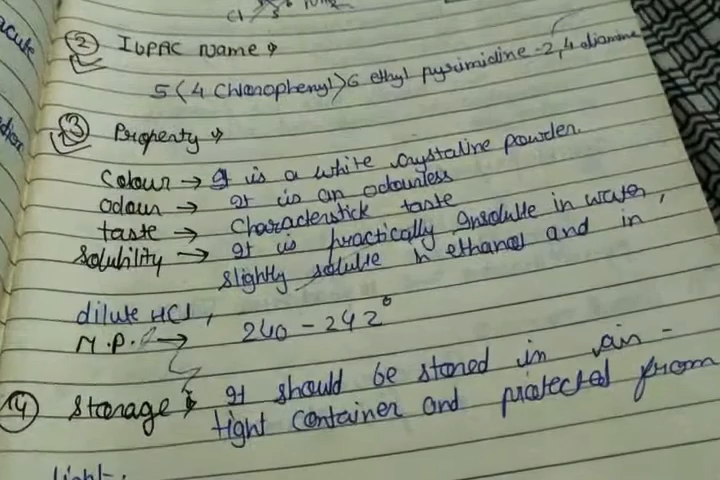 acute
Cl
② IUPAC Name →
5(4 Chlorophenyl)6 ethyl pyrimidine-2,4 diamine
③ Property →
Colour → It is a white crystaline powder.
odour → It is an odourless
taste → Characterstick taste
solubility → It is practically insoluble in water,
slightly soluble in ethanol and in
dilute HCl,
M.P. → 240 - 242°
④ Storage → It should be stored in air-
tight container and protected from
light.